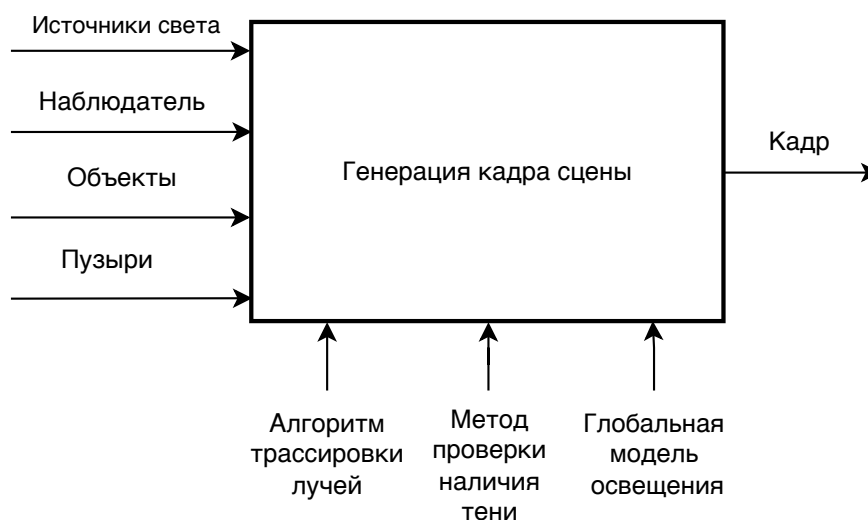 Источники света
Наблюдатель
Объекты
Пузыри
Генерация кадра сцены
Кадр
Алгоритм
трассировки
лучей
Метод
проверки
наличия
тени
Глобальная
модель
освещения